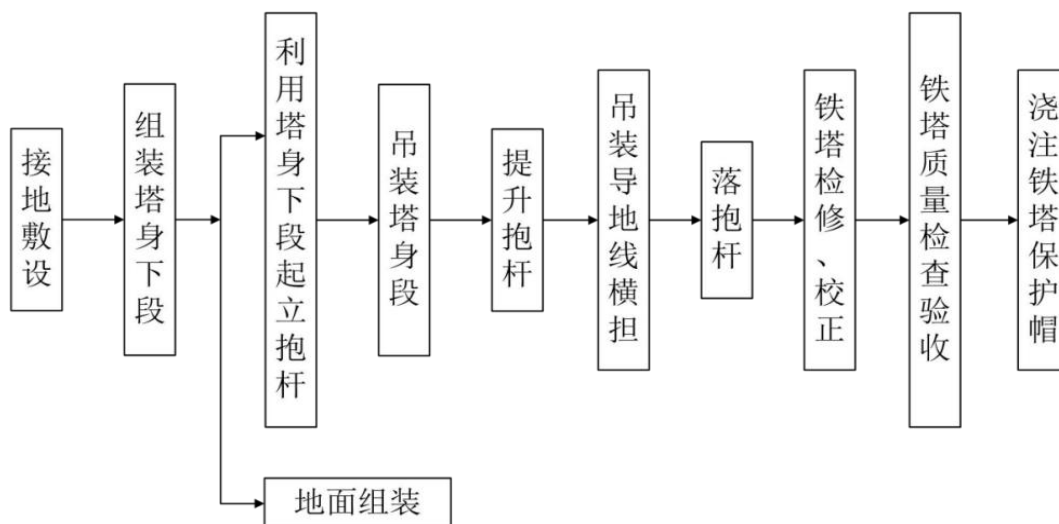 接地敷设
组装塔身下段
利用塔身下段起立抱杆
吊装塔身段
提升抱杆
吊装导地线横担
落抱杆
铁塔检修、校正
铁塔质量检查验收
浇注铁塔保护帽
地面组装